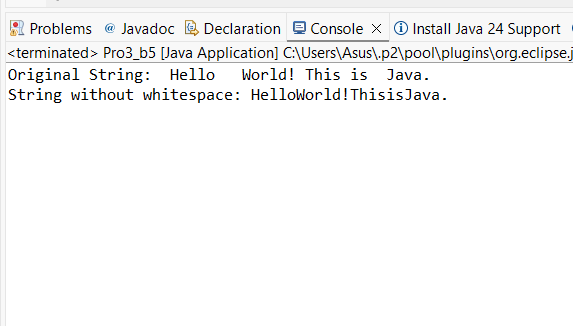 Problems @ Javadoc Declaration Console Install Java 24 Support
<terminated> Pro3_b5 [Java Application] C:\Users\Asus\.p2\pool\plugins\org.eclipse.j
Original String:  Hello   World! This is  Java.
String without whitespace: HelloWorld!ThisisJava.